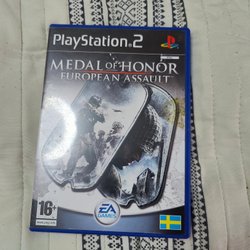 PlayStation®2
MEDAL OF HONOR
EUROPEAN ASSAULT
16+
EA
GAMES